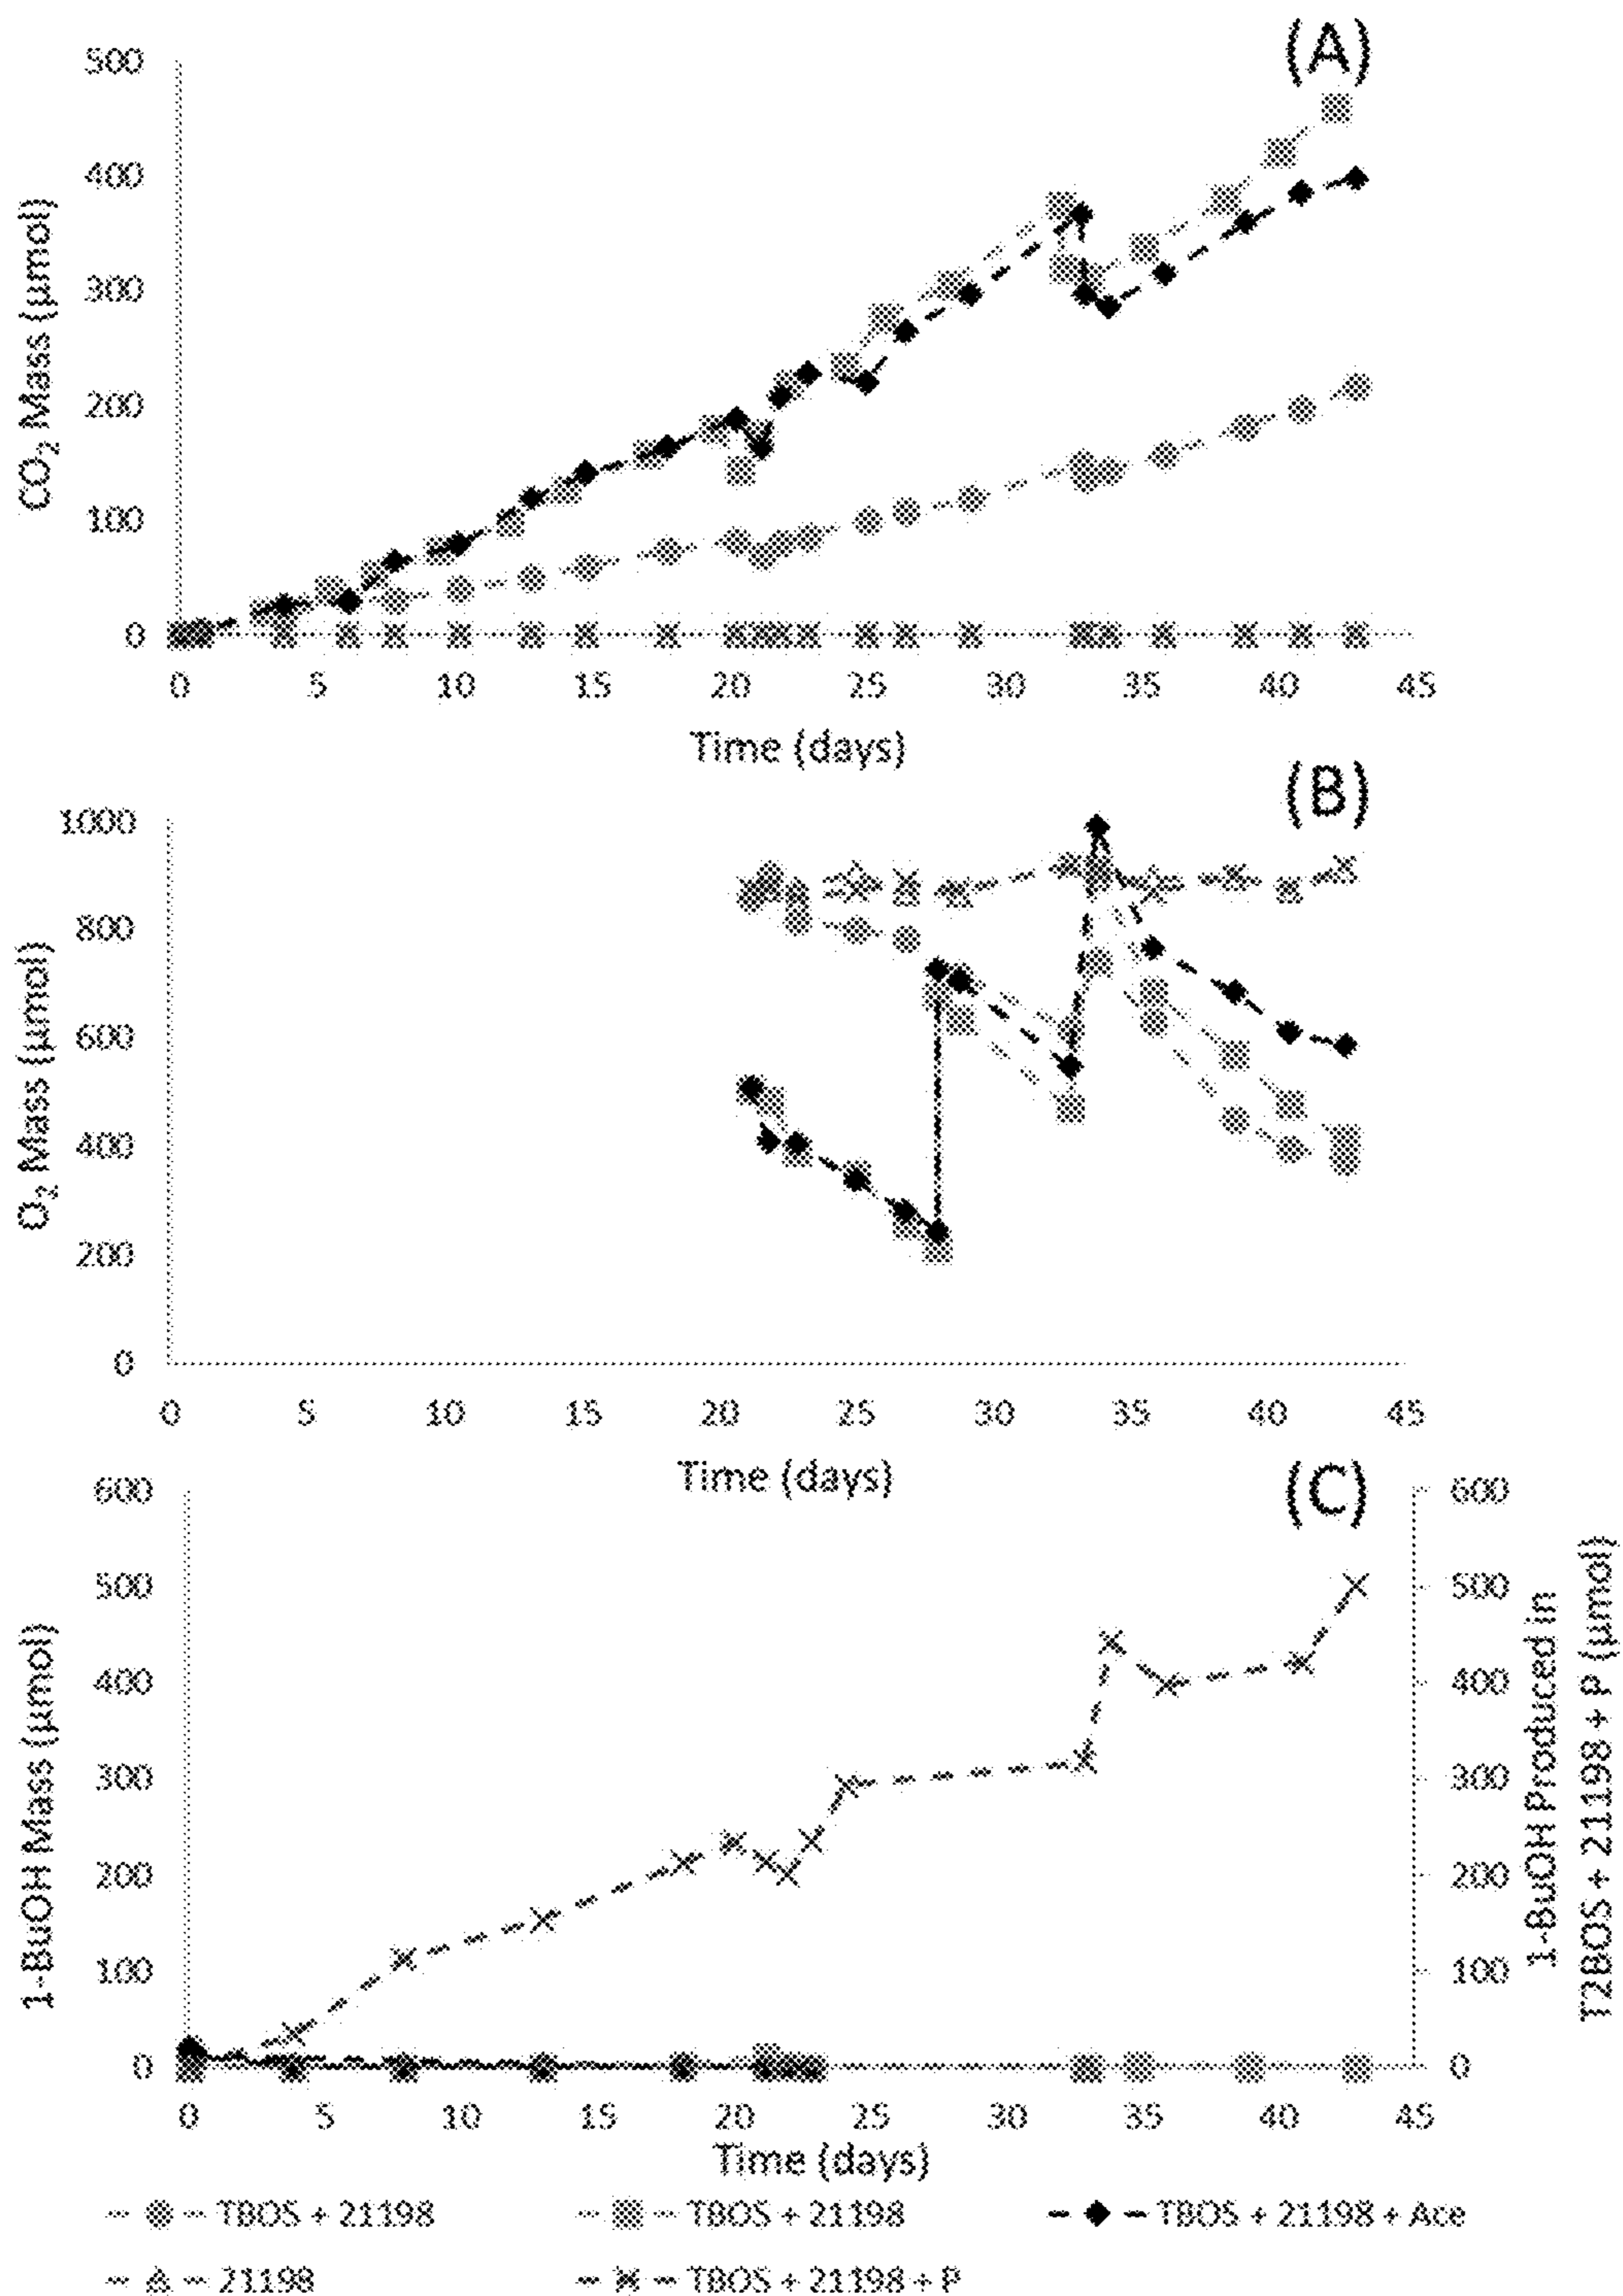 (A)
500
400
300
200
100
0
CO₂ Mass (µmol)
0 5 10 15 20 25 30 35 40 45
Time (days)
(B)
1000
800
600
400
200
0
O₂ Mass (µmol)
0 5 10 15 20 25 30 35 40 45
Time (days)
(C)
600 600
500 500
400 400
300 300
200 200
100 100
0 0
1-BuOH Mass (µmol)
1-BuOH Produced in
T2BOS + 21198 + P (µmol)
0 5 10 15 20 25 30 35 40 45
Time (days)
TBOS + 21198 TBOS + 21198 TBOS + 21198 + Ace
21198 TBOS + 21198 + P